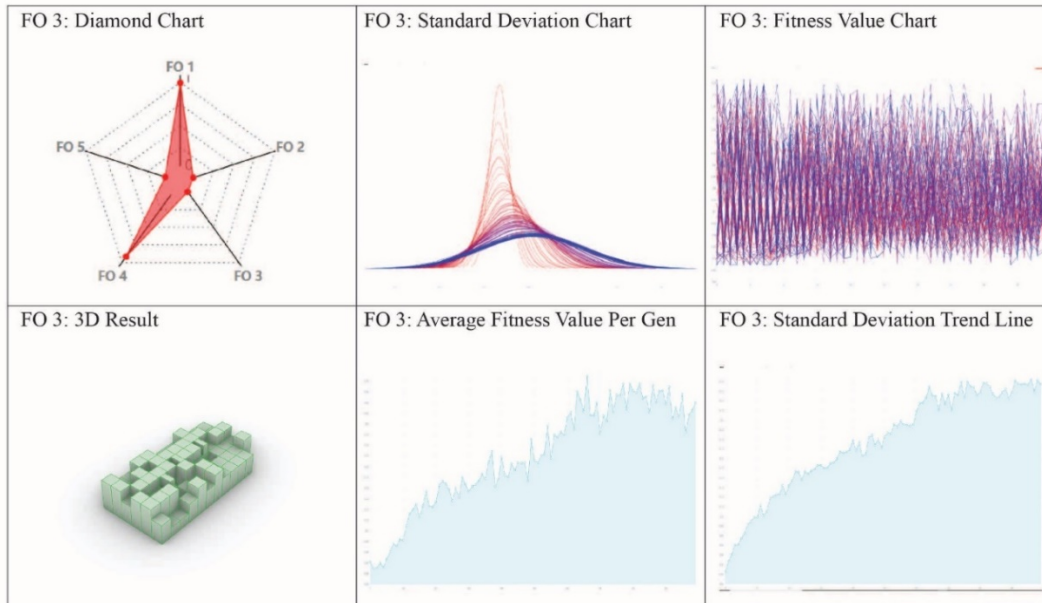 FO 3: Diamond Chart
FO 1
FO 5
FO 2
FO 4
FO 3
FO 3: Standard Deviation Chart
FO 3: Fitness Value Chart
FO 3: 3D Result
FO 3: Average Fitness Value Per Gen
FO 3: Standard Deviation Trend Line